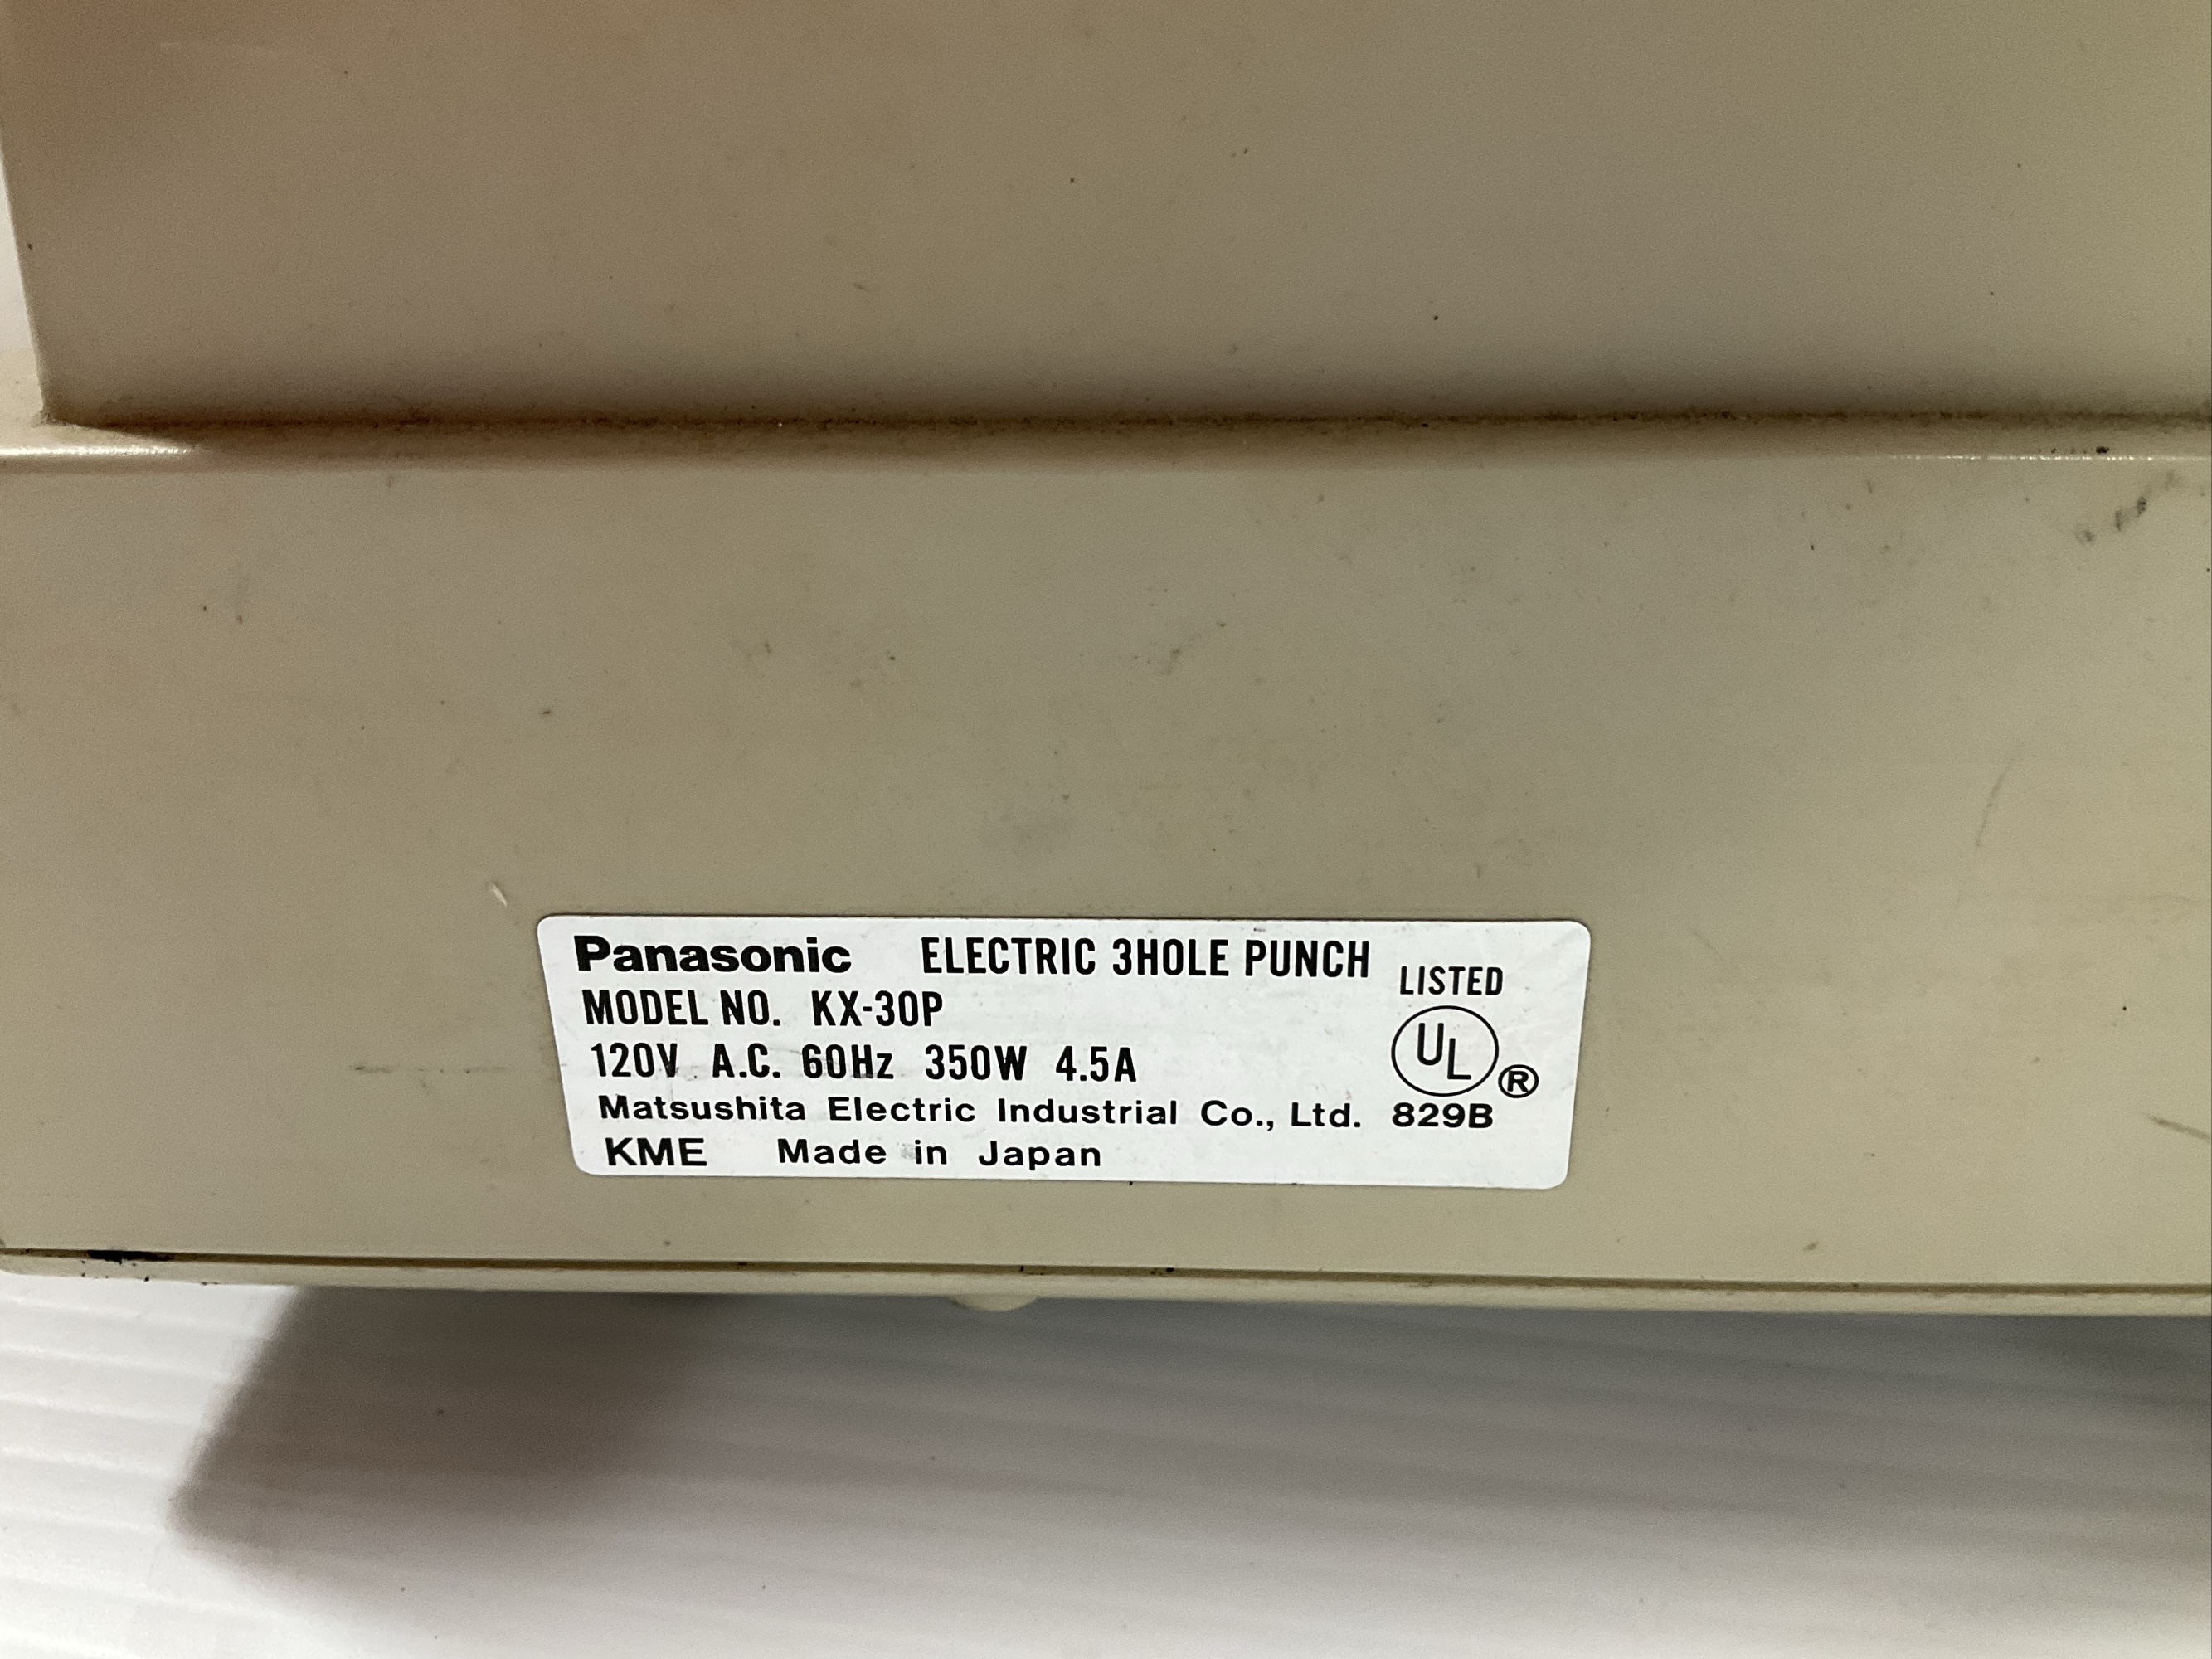 Panasonic ELECTRIC 3HOLE PUNCH
LISTED
MODEL NO. KX-30P
UL ®
120V A.C. 60Hz 350W 4.5A
Matsushita Electric Industrial Co., Ltd. 829B
KME Made in Japan